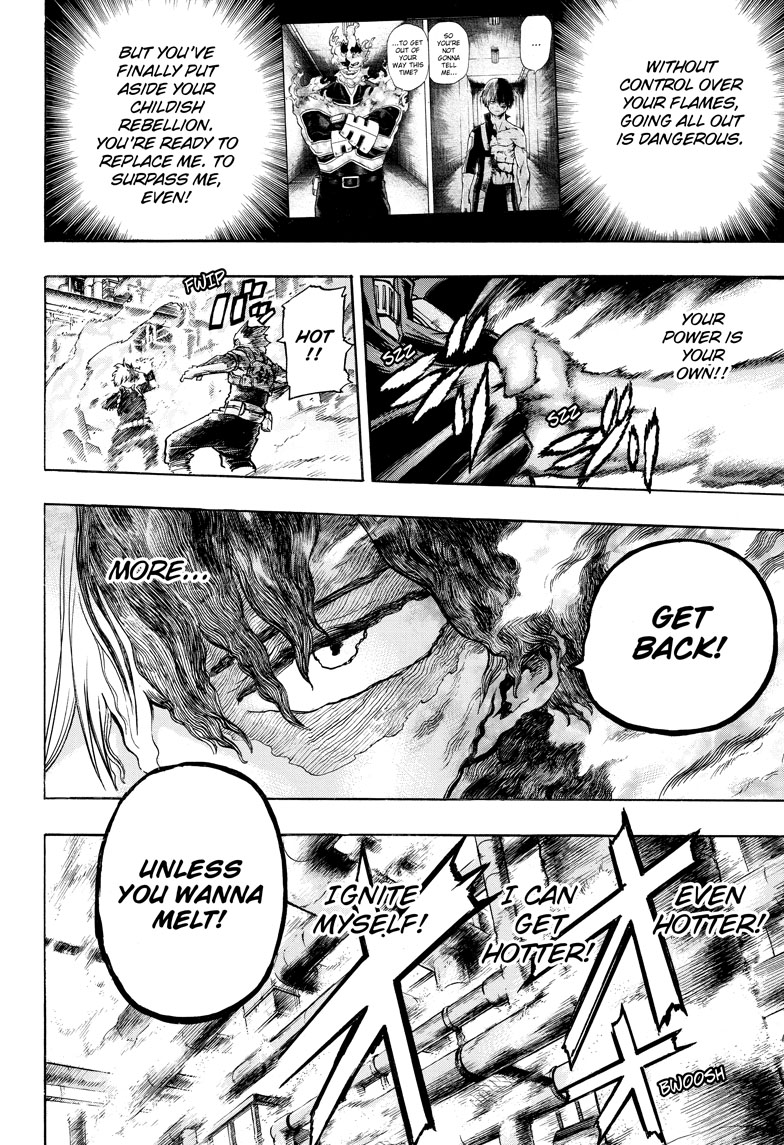 WITHOUT
CONTROL OVER
YOUR FLAMES,
GOING ALL OUT
IS DANGEROUS.
...
SO
YOU'RE
NOT
GONNA
TELL
ME...
...TO GET
OUT OF
YOUR WAY
THIS TIME?
BUT YOU'VE
FINALLY PUT
ASIDE YOUR
CHILDISH
REBELLION.
YOU'RE READY TO
REPLACE ME. TO
SURPASS ME,
EVEN!
YOUR
POWER IS
YOUR
OWN!!
SZZ
SZZ
HOT
!!
FWIP
GET
BACK!
MORE...
EVEN
HOTTER!
I CAN
GET
HOTTER!
IGNITE
MYSELF!
UNLESS
YOU WANNA
MELT!
BWOOSH